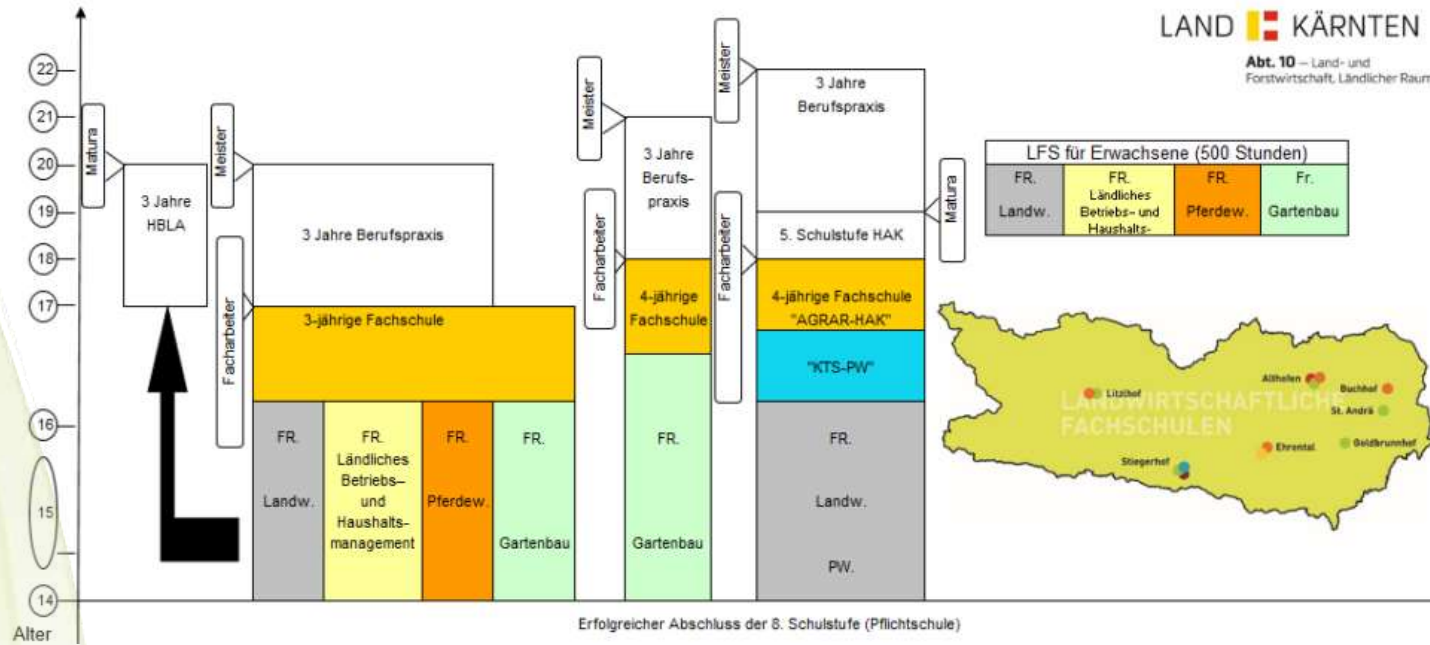 LAND KÄRNTEN
Abt. 10 – Land- und
Forstwirtschaft, Ländlicher Raum
22
21
20
19
18
17
16
15
14
Alter
Matura
3 Jahre
HBLA
Meister
Facharbeiter
3 Jahre Berufspraxis
3-jährige Fachschule
FR.
Landw.
FR.
Ländliches
Betriebs–
und
Haushalts-
management
FR.
Pferdew.
FR.
Gartenbau
Meister
Facharbeiter
3 Jahre
Berufs-
praxis
4-jährige
Fachschule
FR.
Gartenbau
Meister
Facharbeiter
3 Jahre
Berufspraxis
5. Schulstufe HAK
Matura
4-jährige Fachschule
"AGRAR-HAK"
"KTS-PW"
FR.
Landw.
PW.
LFS für Erwachsene (500 Stunden)
FR.
Landw.
FR.
Ländliches
Betriebs- und
Haushalts-
FR.
Pferdew.
Fr.
Gartenbau
LANDWIRTSCHAFTLICHE
FACHSCHULEN
Litzlhof
Althofen
Buchhof
St. Andrä
Goldbrunnhof
Ehrental
Stiegerhof
Erfolgreicher Abschluss der 8. Schulstufe (Pflichtschule)